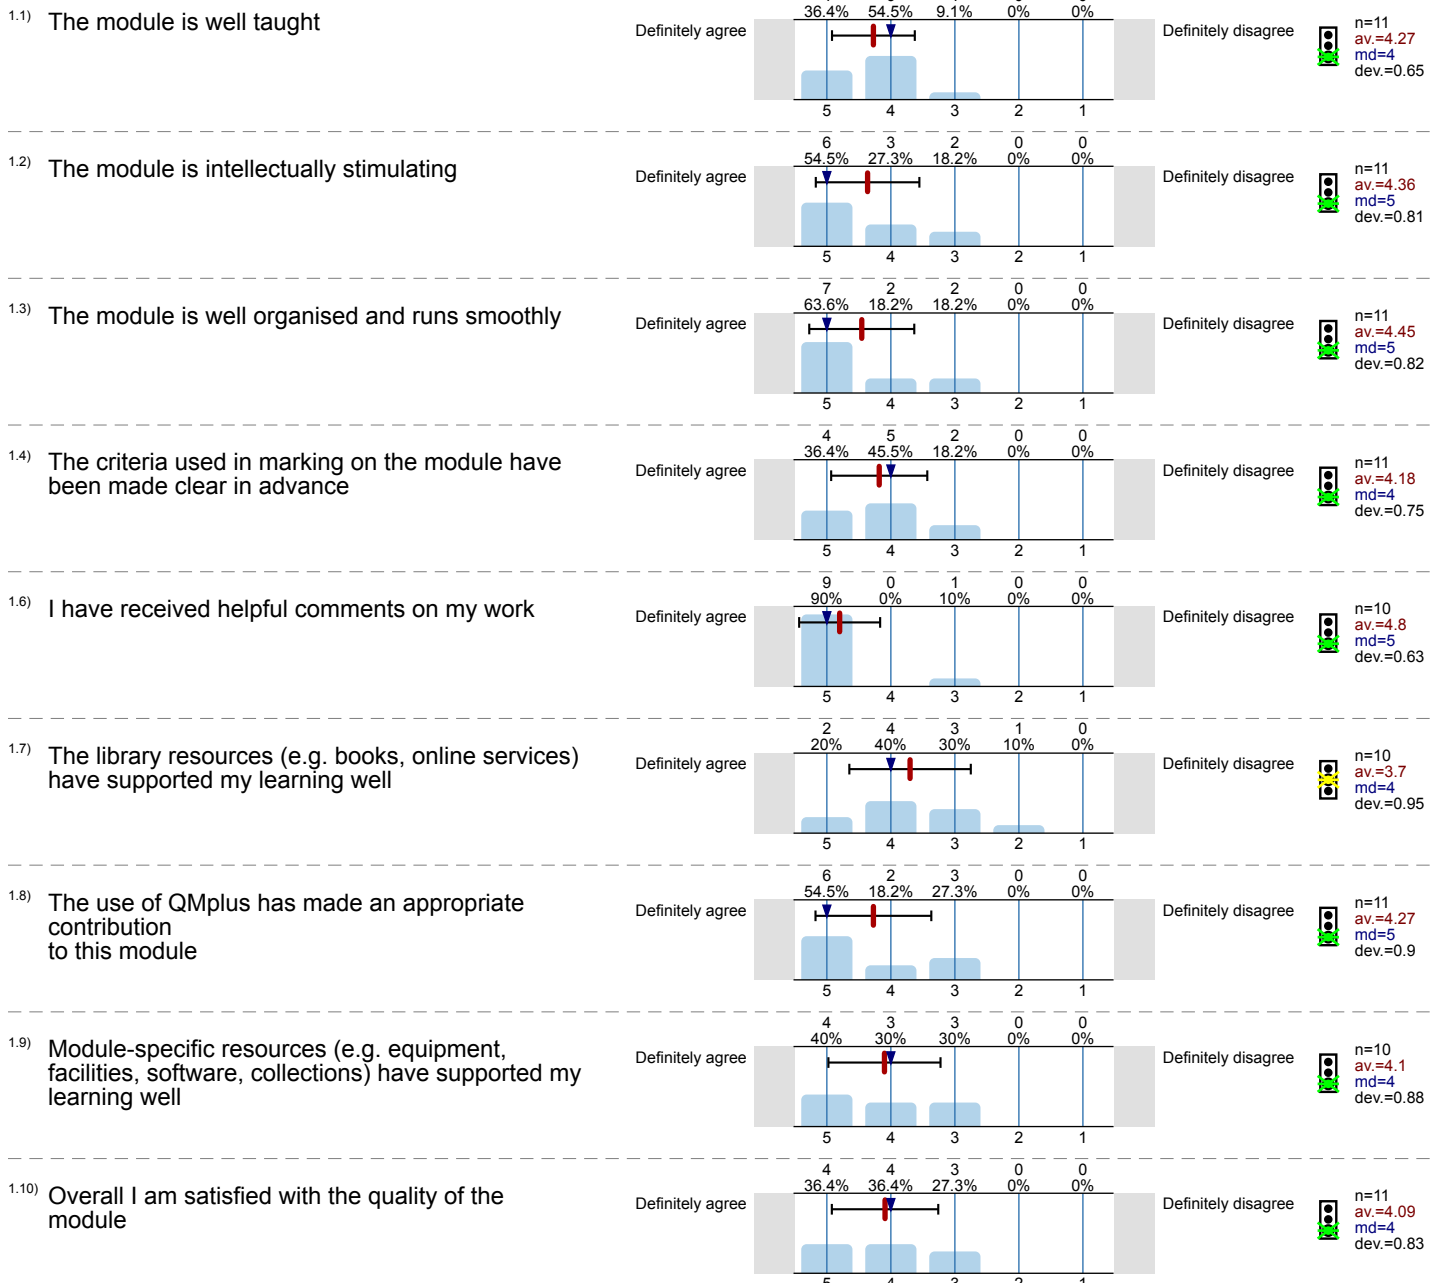 36.4% 54.5% 9.1% 0% 0%
1.1) The module is well taught
Definitely agree
Definitely disagree
n=11
av.=4.27
md=4
dev.=0.65
5 4 3 2 1
6 3 2 0 0
54.5% 27.3% 18.2% 0% 0%
1.2) The module is intellectually stimulating
Definitely agree
Definitely disagree
n=11
av.=4.36
md=5
dev.=0.81
5 4 3 2 1
7 2 2 0 0
63.6% 18.2% 18.2% 0% 0%
1.3) The module is well organised and runs smoothly
Definitely agree
Definitely disagree
n=11
av.=4.45
md=5
dev.=0.82
5 4 3 2 1
4 5 2 0 0
36.4% 45.5% 18.2% 0% 0%
1.4) The criteria used in marking on the module have
been made clear in advance
Definitely agree
Definitely disagree
n=11
av.=4.18
md=4
dev.=0.75
5 4 3 2 1
9 0 1 0 0
90% 0% 10% 0% 0%
1.6) I have received helpful comments on my work
Definitely agree
Definitely disagree
n=10
av.=4.8
md=5
dev.=0.63
5 4 3 2 1
2 4 3 1 0
20% 40% 30% 10% 0%
1.7) The library resources (e.g. books, online services)
have supported my learning well
Definitely agree
Definitely disagree
n=10
av.=3.7
md=4
dev.=0.95
5 4 3 2 1
6 2 3 0 0
54.5% 18.2% 27.3% 0% 0%
1.8) The use of QMplus has made an appropriate
contribution
to this module
Definitely agree
Definitely disagree
n=11
av.=4.27
md=5
dev.=0.9
5 4 3 2 1
4 3 3 0 0
40% 30% 30% 0% 0%
1.9) Module-specific resources (e.g. equipment,
facilities, software, collections) have supported my
learning well
Definitely agree
Definitely disagree
n=10
av.=4.1
md=4
dev.=0.88
5 4 3 2 1
4 4 3 0 0
36.4% 36.4% 27.3% 0% 0%
1.10) Overall I am satisfied with the quality of the
module
Definitely agree
Definitely disagree
n=11
av.=4.09
md=4
dev.=0.83
5 4 3 2 1